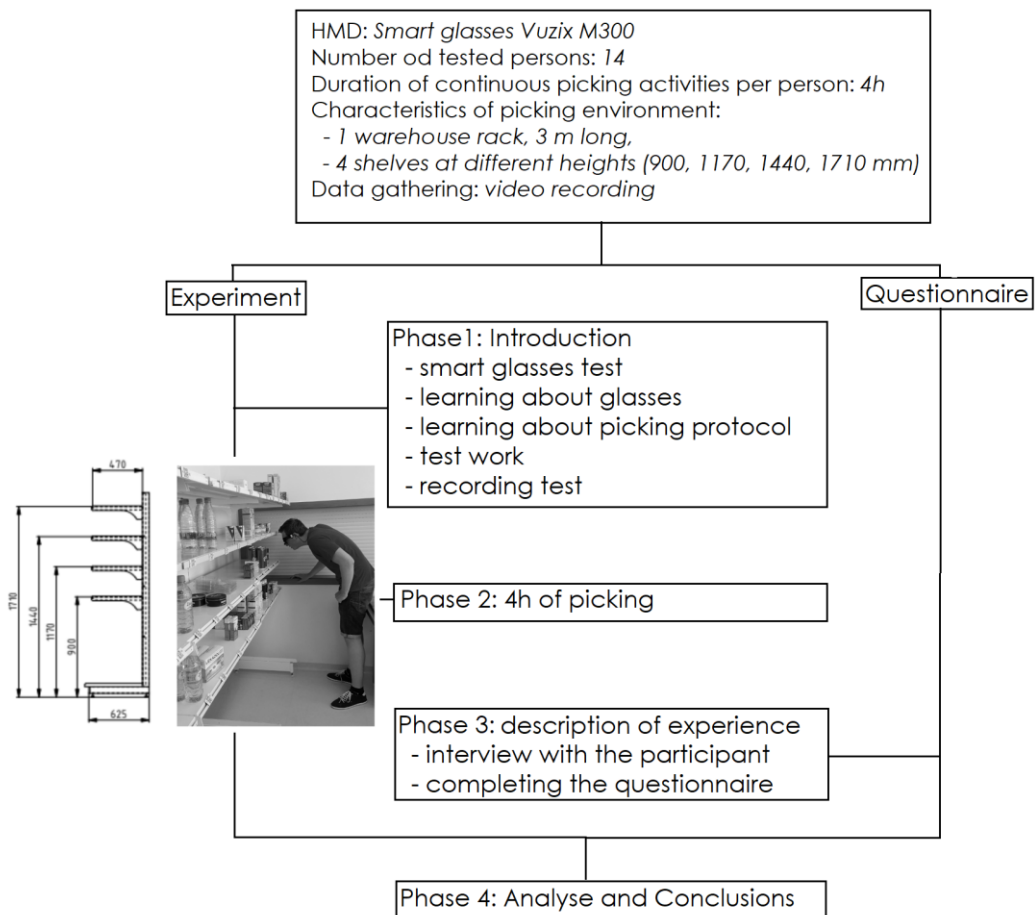 HMD: Smart glasses Vuzix M300
Number od tested persons: 14
Duration of continuous picking activities per person: 4h
Characteristics of picking environment:
- 1 warehouse rack, 3 m long,
- 4 shelves at different heights (900, 1170, 1440, 1710 mm)
Data gathering: video recording
Experiment
Questionnaire
Phase1: Introduction
- smart glasses test
- learning about glasses
- learning about picking protocol
- test work
- recording test
470
1710
1440
1170
900
625
Phase 2: 4h of picking
Phase 3: description of experience
- interview with the participant
- completing the questionnaire
Phase 4: Analyse and Conclusions